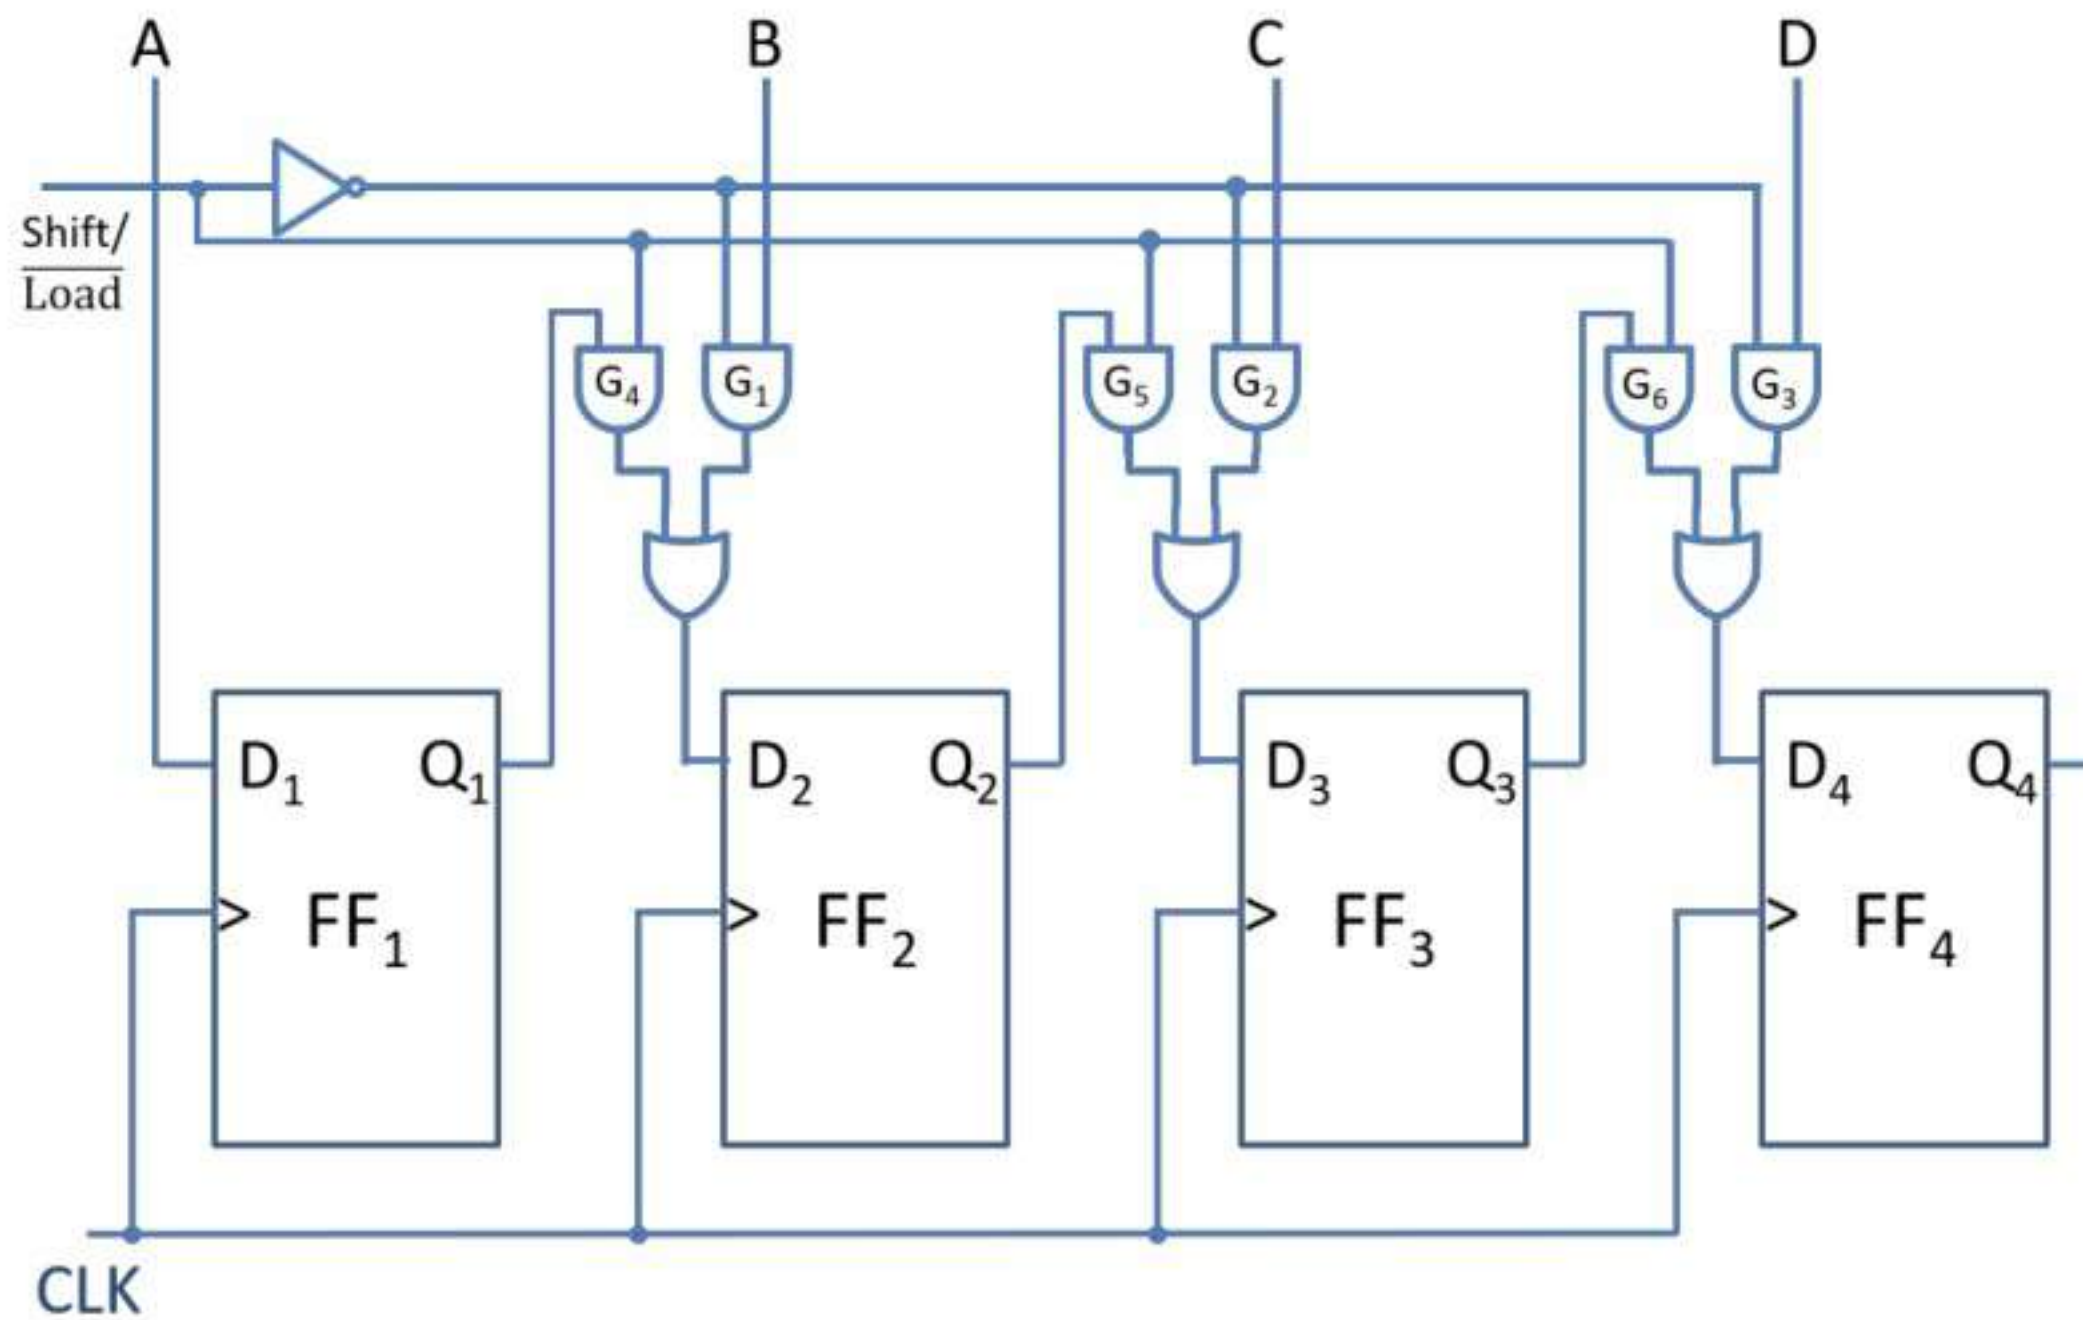 A B C D
Shift/
Load
G4 G1 G5 G2 G6 G3
D1 Q1 D2 Q2 D3 Q3 D4 Q4
> FF1 > FF2 > FF3 > FF4
CLK